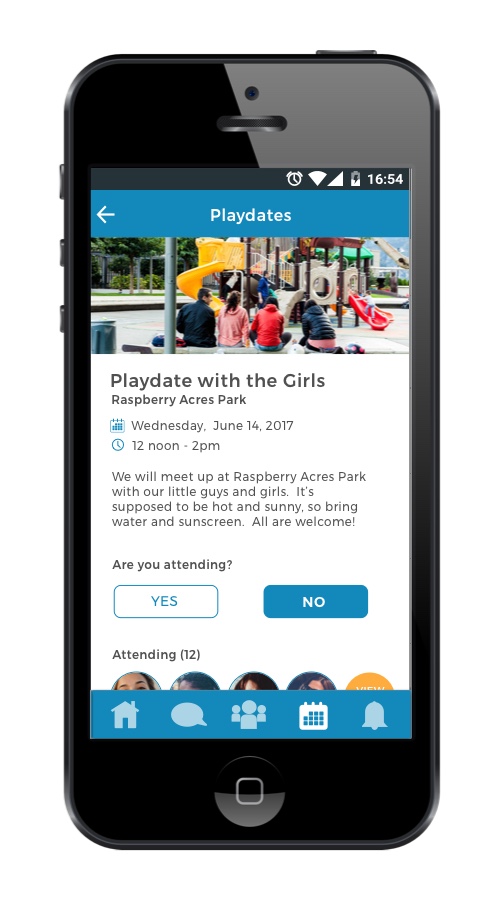 16:54
Playdates
Playdate with the Girls
Raspberry Acres Park
Wednesday, June 14, 2017
12 noon - 2pm
We will meet up at Raspberry Acres Park
with our little guys and girls. It's
supposed to be hot and sunny, so bring
water and sunscreen. All are welcome!
Are you attending?
YES NO
Attending (12)
VIEW